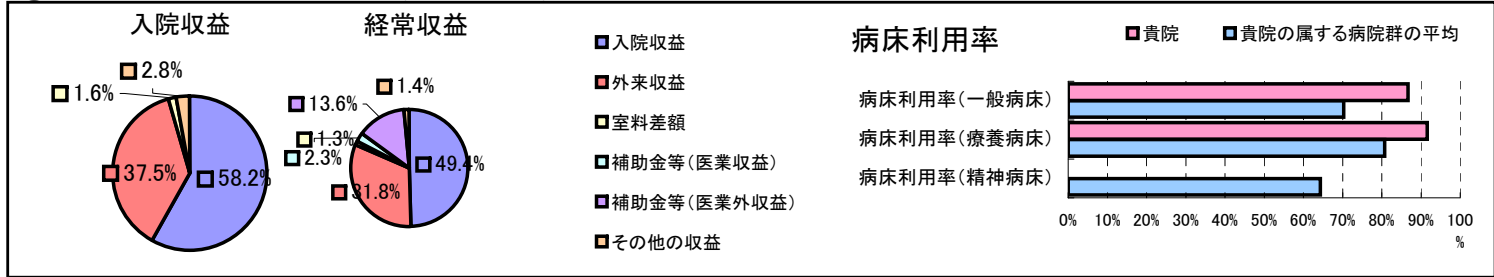 入院収益
2.8%
1.6%
37.5%
58.2%
経常収益
1.4%
13.6%
1.3%
2.3%
49.4%
31.8%
入院収益
外来収益
室料差額
補助金等(医業収益)
補助金等(医業外収益)
その他の収益
病床利用率
貴院 貴院の属する病院群の平均
病床利用率(一般病床)
病床利用率(療養病床)
病床利用率(精神病床)
0% 10% 20% 30% 40% 50% 60% 70% 80% 90% 100
%